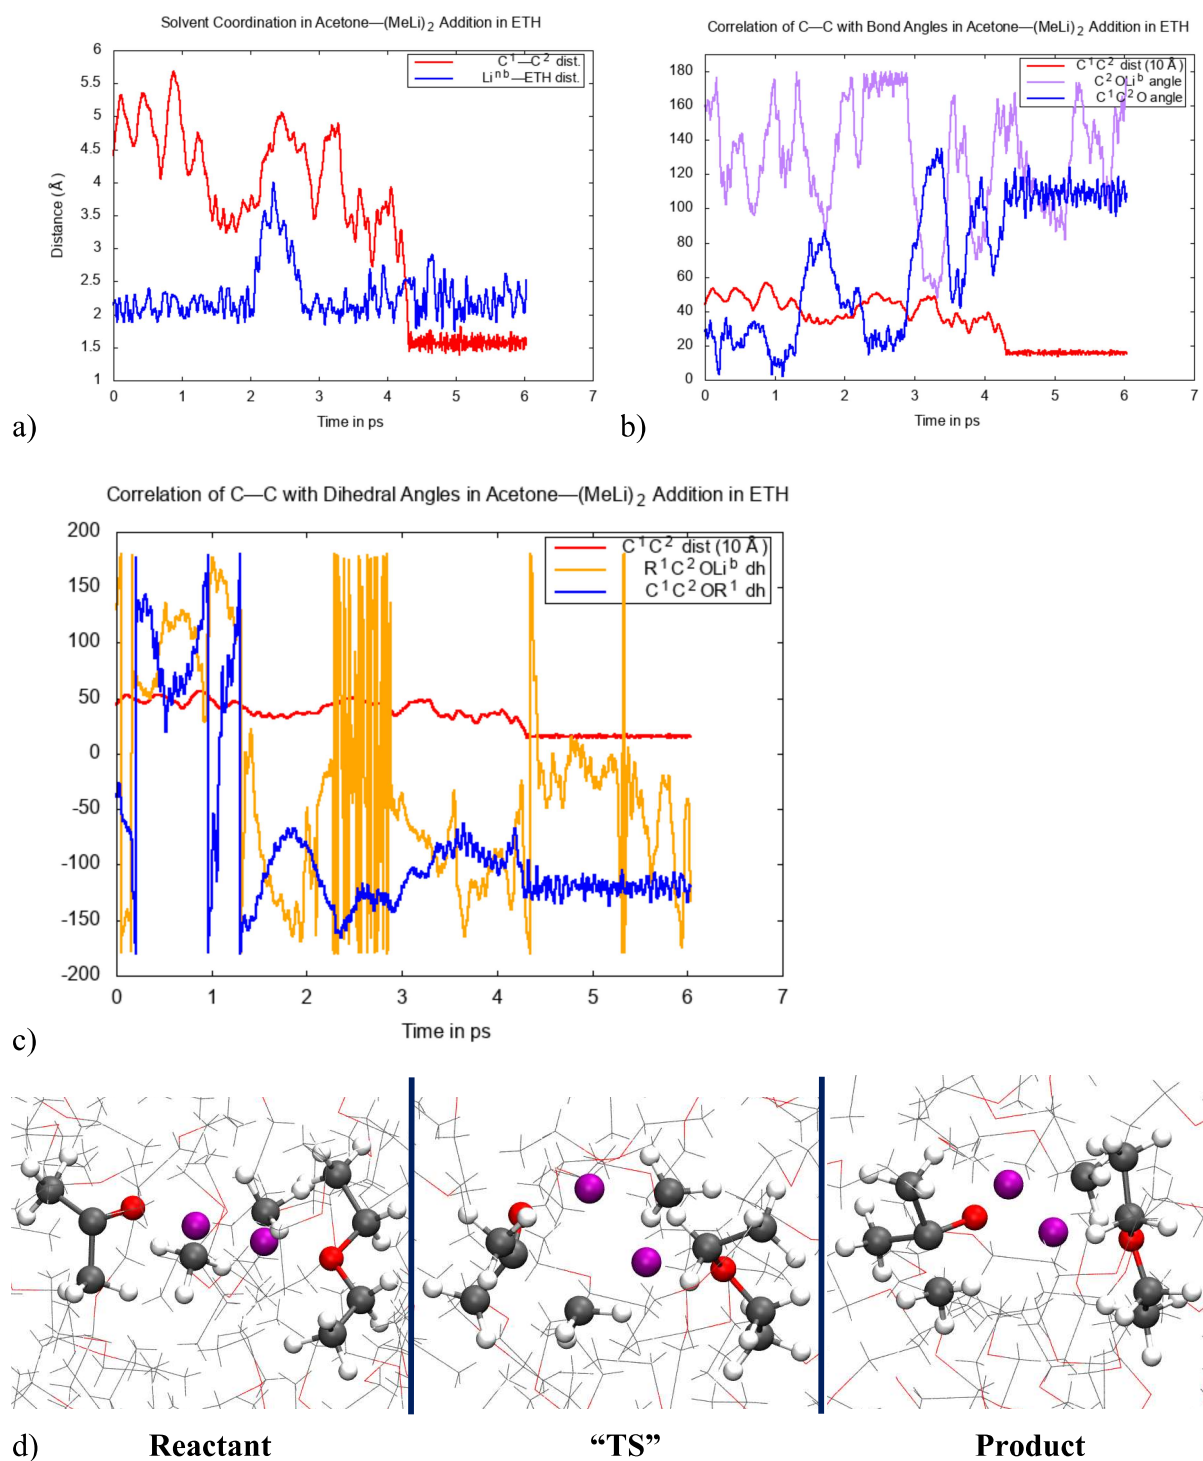 Solvent Coordination in Acetone—(MeLi)2 Addition in ETH
C1—C2 dist.
Linb—ETH dist.
6
5.5
5
4.5
4
3.5
3
2.5
2
1.5
1
Distance (Å)
0 1 2 3 4 5 6 7
Time in ps
a)
Correlation of C—C with Bond Angles in Acetone—(MeLi)2 Addition in ETH
C1C2 dist (10 Å)
C2OLib angle
C1C2O angle
180
160
140
120
100
80
60
40
20
0
0 1 2 3 4 5 6 7
Time in ps
b)
Correlation of C—C with Dihedral Angles in Acetone—(MeLi)2 Addition in ETH
C1C2 dist (10 Å)
R1C2OLib dh
C1C2OR1 dh
200
150
100
50
0
-50
-100
-150
-200
0 1 2 3 4 5 6 7
Time in ps
c)
d) Reactant “TS” Product